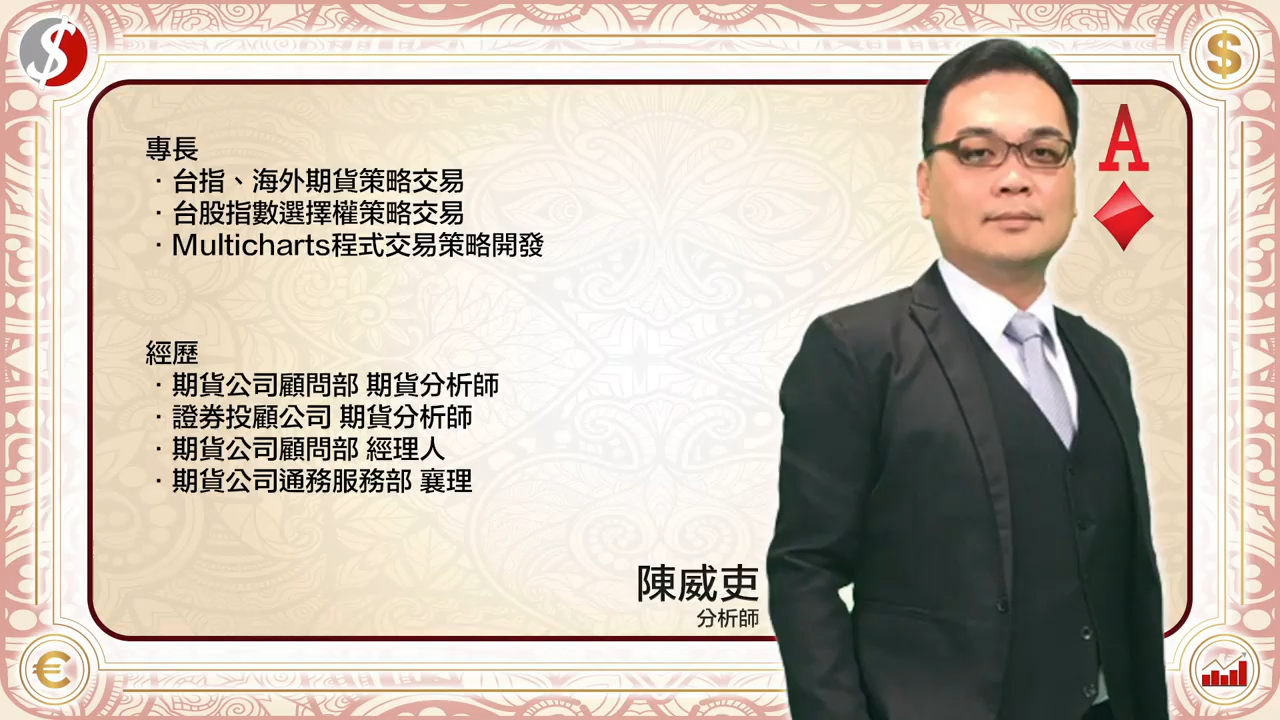 專長
·台指、海外期貨策略交易
·台股指數選擇權策略交易
·Multicharts程式交易策略開發
經歷
·期貨公司顧問部 期貨分析師
·證券投顧公司 期貨分析師
·期貨公司顧問部 經理人
·期貨公司通務服務部 襄理
陳威吏
分析師
A
$
$
€